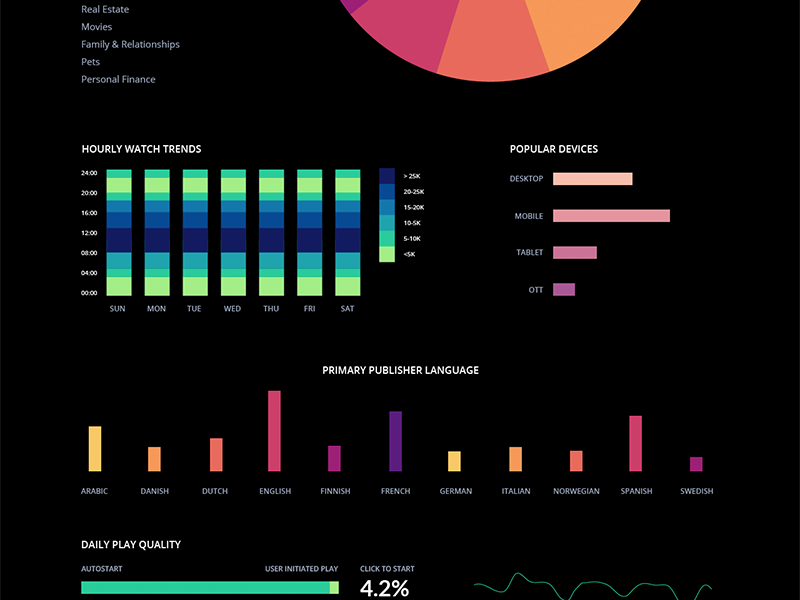 Real Estate
Movies
Family & Relationships
Pets
Personal Finance
HOURLY WATCH TRENDS
24:00
20:00
16:00
12:00
08:00
04:00
00:00
SUN MON TUE WED THU FRI SAT
> 25K
20-25K
15-20K
10-5K
5-10K
<5K
POPULAR DEVICES
DESKTOP
MOBILE
TABLET
OTT
PRIMARY PUBLISHER LANGUAGE
ARABIC DANISH DUTCH ENGLISH FINNISH FRENCH GERMAN ITALIAN NORWEGIAN SPANISH SWEDISH
DAILY PLAY QUALITY
AUTOSTART USER INITIATED PLAY CLICK TO START
4.2%